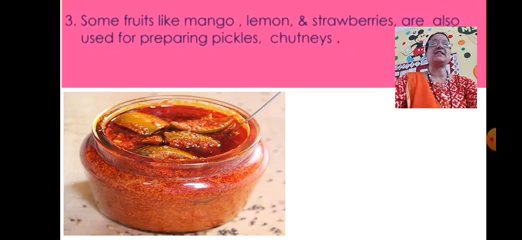 3. Some fruits like mango , lemon, & strawberries, are also
used for preparing pickles, chutneys .